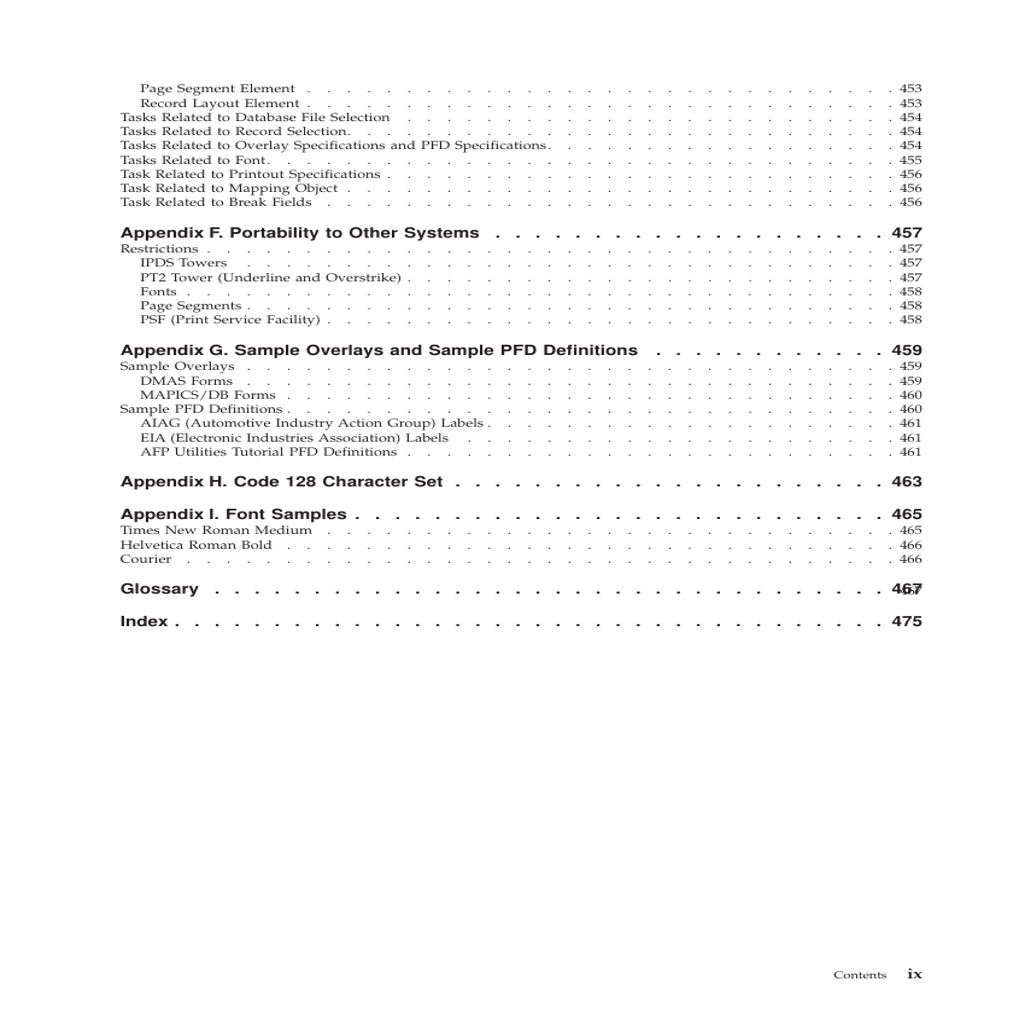 Page Segment Element . . . . . . . . . . . . . . . . . . . . . . . . . . . . . . 453
Record Layout Element . . . . . . . . . . . . . . . . . . . . . . . . . . . . . . 453
Tasks Related to Database File Selection . . . . . . . . . . . . . . . . . . . . . . . . . 454
Tasks Related to Record Selection. . . . . . . . . . . . . . . . . . . . . . . . . . . . 454
Tasks Related to Overlay Specifications and PFD Specifications. . . . . . . . . . . . . . . . . . 454
Tasks Related to Font. . . . . . . . . . . . . . . . . . . . . . . . . . . . . . . . 455
Task Related to Printout Specifications . . . . . . . . . . . . . . . . . . . . . . . . . . 456
Task Related to Mapping Object . . . . . . . . . . . . . . . . . . . . . . . . . . . . 456
Task Related to Break Fields . . . . . . . . . . . . . . . . . . . . . . . . . . . . . 456
Appendix F. Portability to Other Systems . . . . . . . . . . . . . . . . . . . . 457
Restrictions . . . . . . . . . . . . . . . . . . . . . . . . . . . . . . . . . . . 457
IPDS Towers . . . . . . . . . . . . . . . . . . . . . . . . . . . . . . . . . 457
PT2 Tower (Underline and Overstrike) . . . . . . . . . . . . . . . . . . . . . . . . . 457
Fonts . . . . . . . . . . . . . . . . . . . . . . . . . . . . . . . . . . . . 458
Page Segments . . . . . . . . . . . . . . . . . . . . . . . . . . . . . . . . . 458
PSF (Print Service Facility) . . . . . . . . . . . . . . . . . . . . . . . . . . . . . 458
Appendix G. Sample Overlays and Sample PFD Definitions . . . . . . . . . . . . 459
Sample Overlays . . . . . . . . . . . . . . . . . . . . . . . . . . . . . . . . . 459
DMAS Forms . . . . . . . . . . . . . . . . . . . . . . . . . . . . . . . . . 459
MAPICS/DB Forms . . . . . . . . . . . . . . . . . . . . . . . . . . . . . . . 460
Sample PFD Definitions . . . . . . . . . . . . . . . . . . . . . . . . . . . . . . . 460
AIAG (Automotive Industry Action Group) Labels . . . . . . . . . . . . . . . . . . . . . 461
EIA (Electronic Industries Association) Labels . . . . . . . . . . . . . . . . . . . . . . 461
AFP Utilities Tutorial PFD Definitions . . . . . . . . . . . . . . . . . . . . . . . . . 461
Appendix H. Code 128 Character Set . . . . . . . . . . . . . . . . . . . . . . 463
Appendix I. Font Samples . . . . . . . . . . . . . . . . . . . . . . . . . . . 465
Times New Roman Medium . . . . . . . . . . . . . . . . . . . . . . . . . . . . . 465
Helvetica Roman Bold . . . . . . . . . . . . . . . . . . . . . . . . . . . . . . . 466
Courier . . . . . . . . . . . . . . . . . . . . . . . . . . . . . . . . . . . . 466
Glossary . . . . . . . . . . . . . . . . . . . . . . . . . . . . . . . . . . 467
Index . . . . . . . . . . . . . . . . . . . . . . . . . . . . . . . . . . . . 475
Contents ix